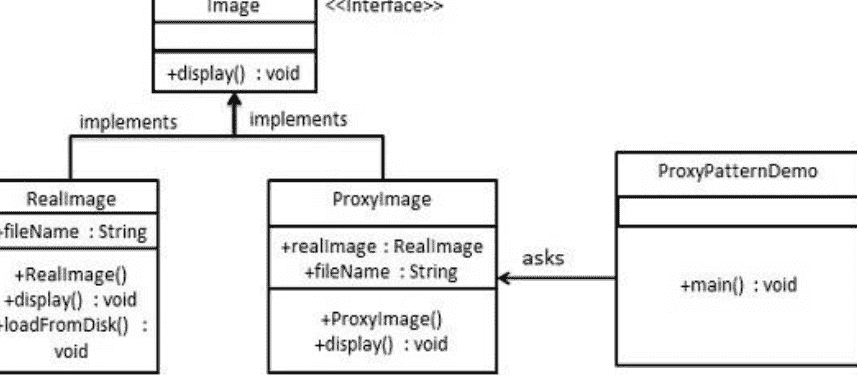 Image
<<Interface>>
+display() : void
implements
implements
RealImage
+fileName : String
+RealImage()
+display() : void
+loadFromDisk() :
void
ProxyImage
+realImage : RealImage
+fileName : String
+ProxyImage()
+display() : void
asks
ProxyPatternDemo
+main() : void